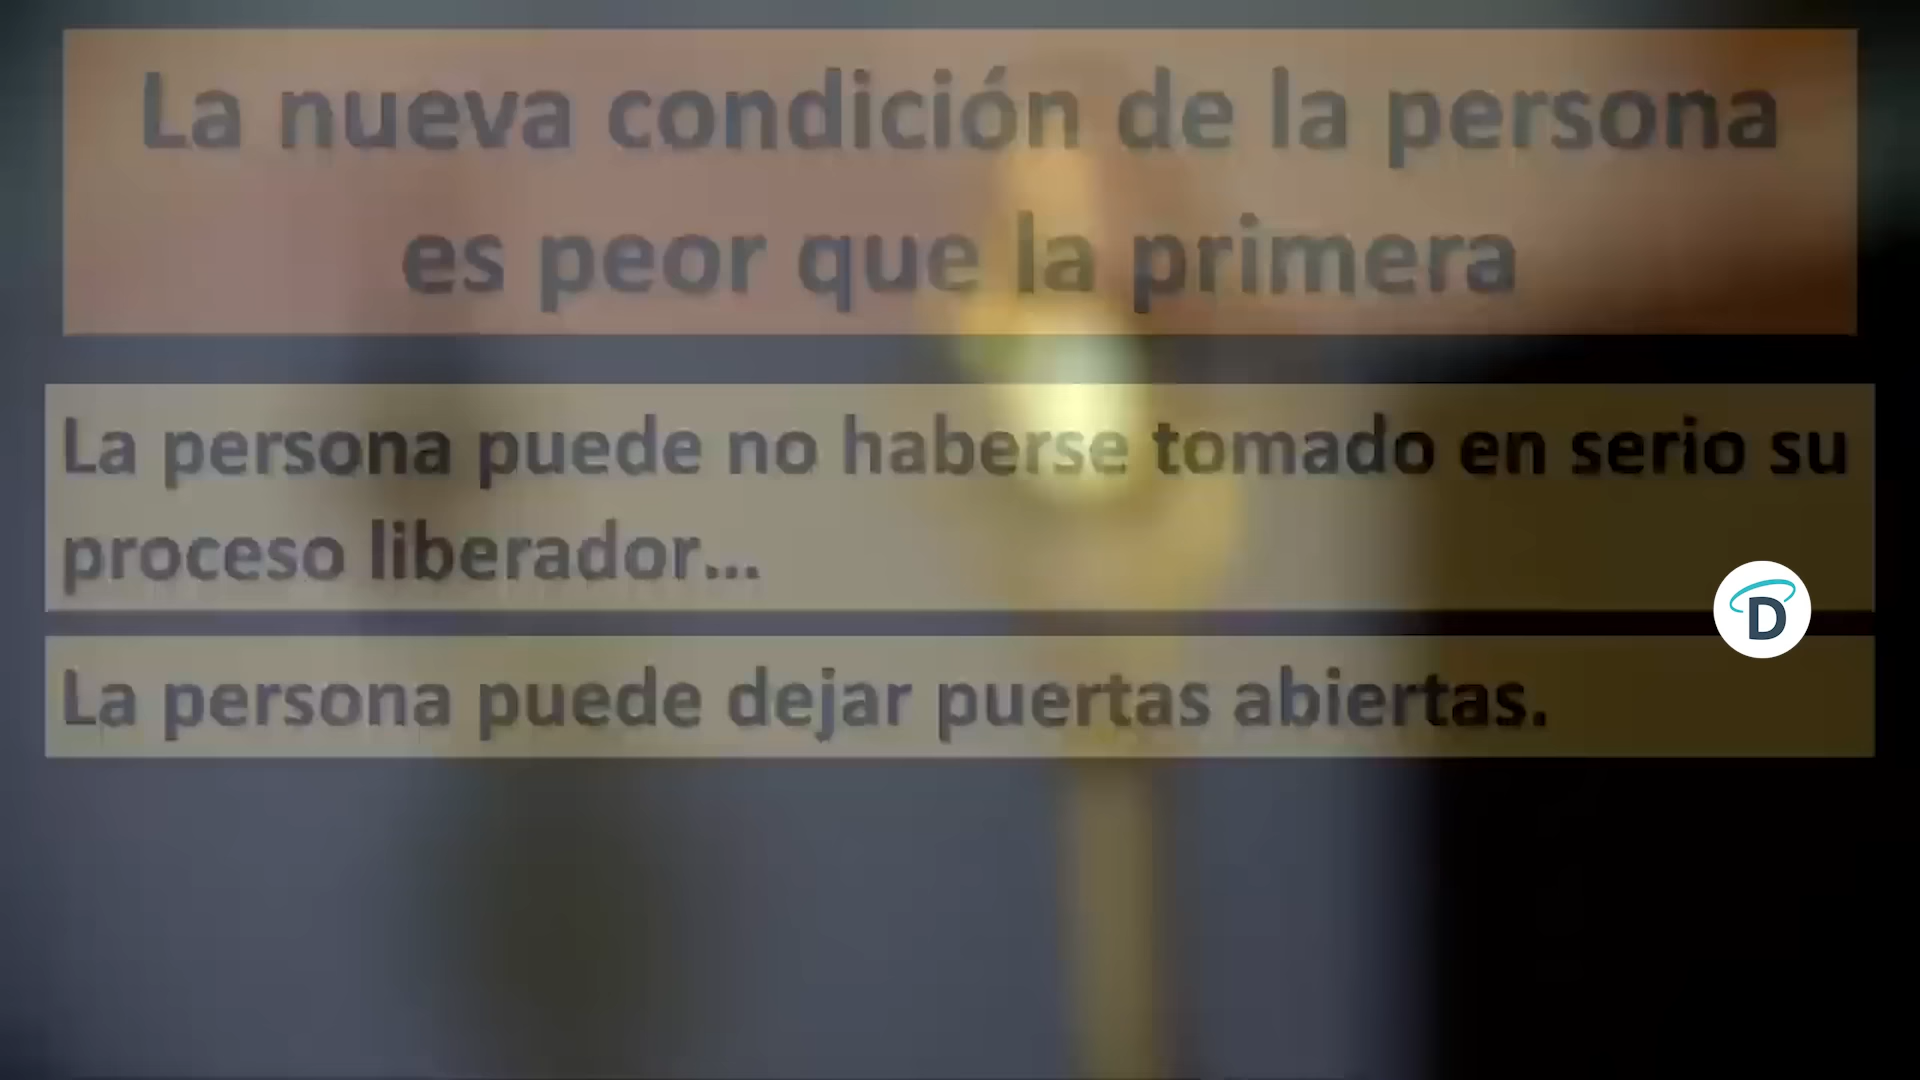 La nueva condición de la persona
es peor que la primera
La persona puede no haberse tomado en serio su
proceso liberador...
La persona puede dejar puertas abiertas.
D